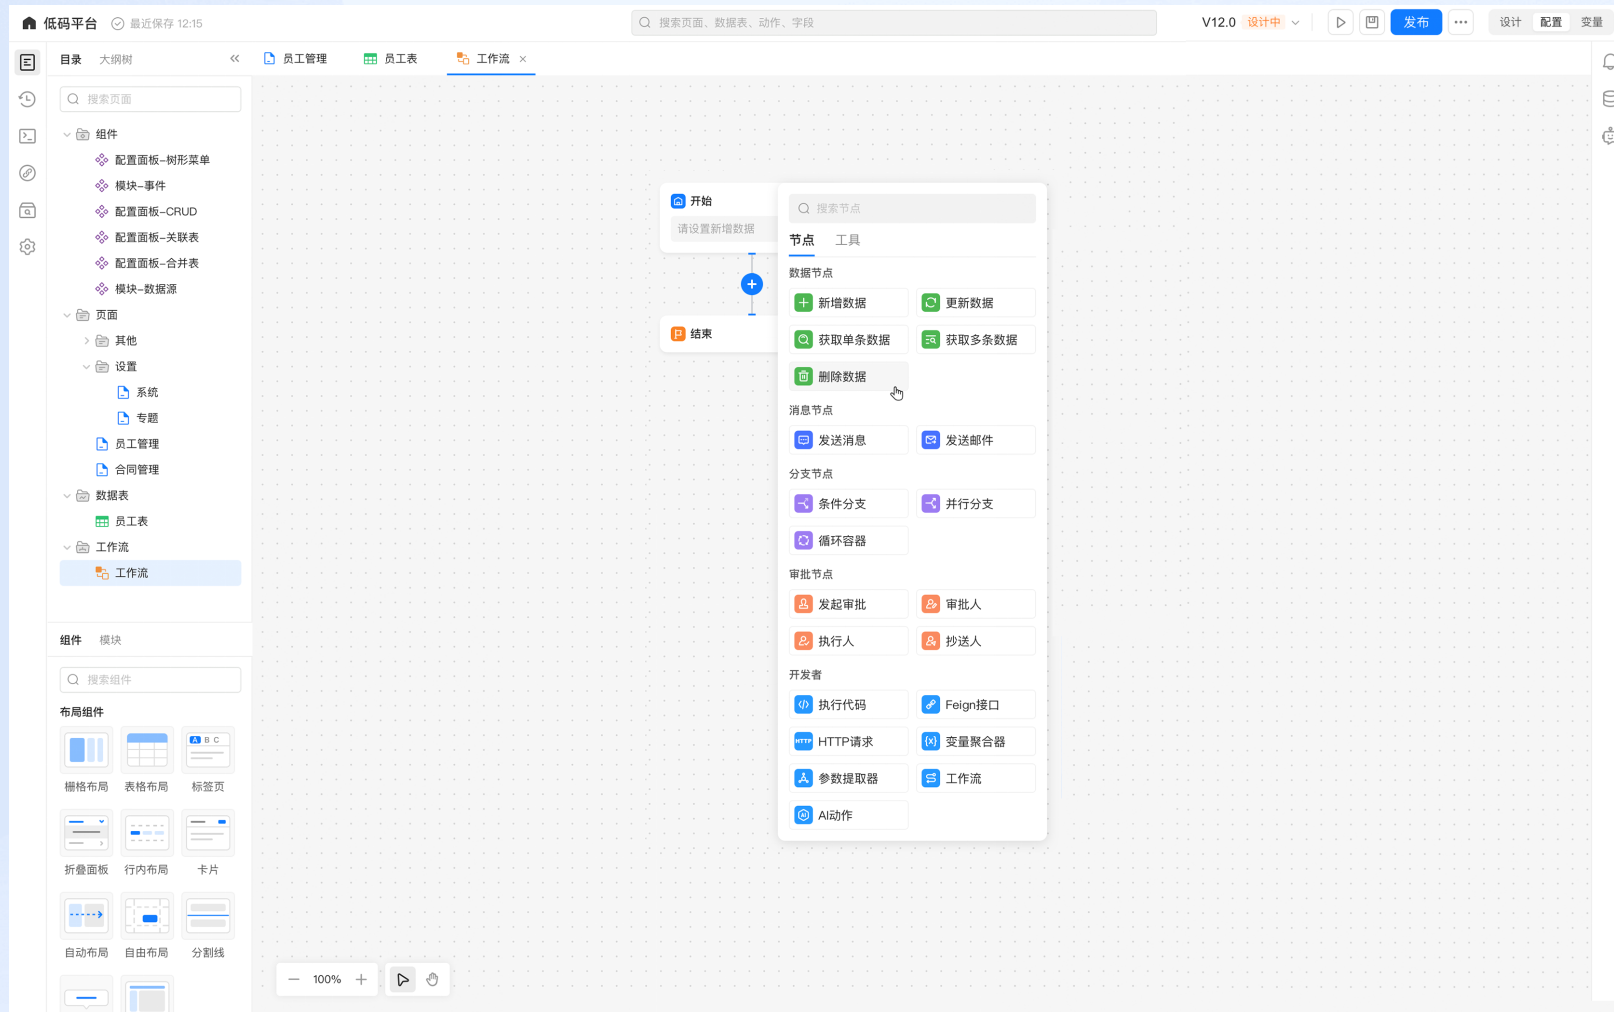 低码平台
最近保存 12:15
搜索页面、数据表、动作、字段
V12.0 设计中
发布
设计 配置 变量
目录 大纲树
员工管理
员工表
工作流
搜索页面
组件
配置面板-树形菜单
模块-事件
配置面板-CRUD
配置面板-关联表
配置面板-合并表
模块-数据源
页面
其他
设置
系统
专题
员工管理
合同管理
数据表
员工表
工作流
工作流
组件 模块
搜索组件
布局组件
栅格布局 表格布局 标签页
A B C
折叠面板 行内布局 卡片
自动布局 自由布局 分割线
开始
请设置新增数据
结束
搜索节点
节点 工具
数据节点
新增数据 更新数据
获取单条数据 获取多条数据
删除数据
消息节点
发送消息 发送邮件
分支节点
条件分支 并行分支
循环容器
审批节点
发起审批 审批人
执行人 抄送人
开发者
执行代码 Feign接口
HTTP HTTP请求 {x} 变量聚合器
参数提取器 工作流
AI AI动作
100%